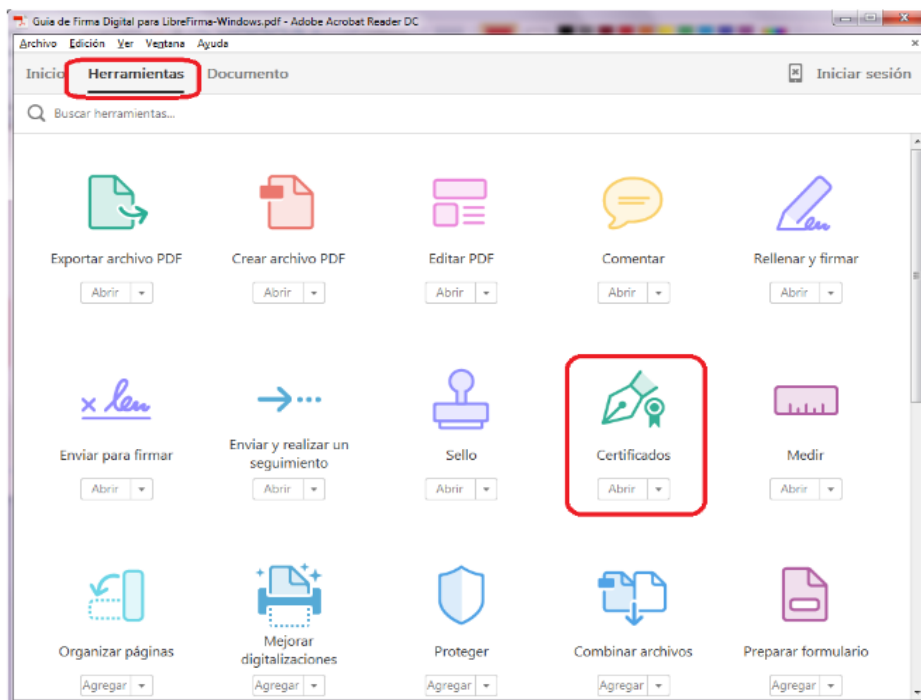 Guia de Firma Digital para LibreFirma-Windows.pdf - Adobe Acrobat Reader DC
Archivo Edición Ver Ventana Ayuda
Inicio Herramientas Documento Iniciar sesión
Buscar herramientas...
Exportar archivo PDF Crear archivo PDF Editar PDF Comentar Rellenar y firmar
Abrir Abrir Abrir Abrir Abrir
Enviar para firmar Enviar y realizar un seguimiento Sello Certificados Medir
Abrir Abrir Abrir Abrir Abrir
Organizar páginas Mejorar digitalizaciones Proteger Combinar archivos Preparar formulario
Agregar Agregar Agregar Agregar Agregar